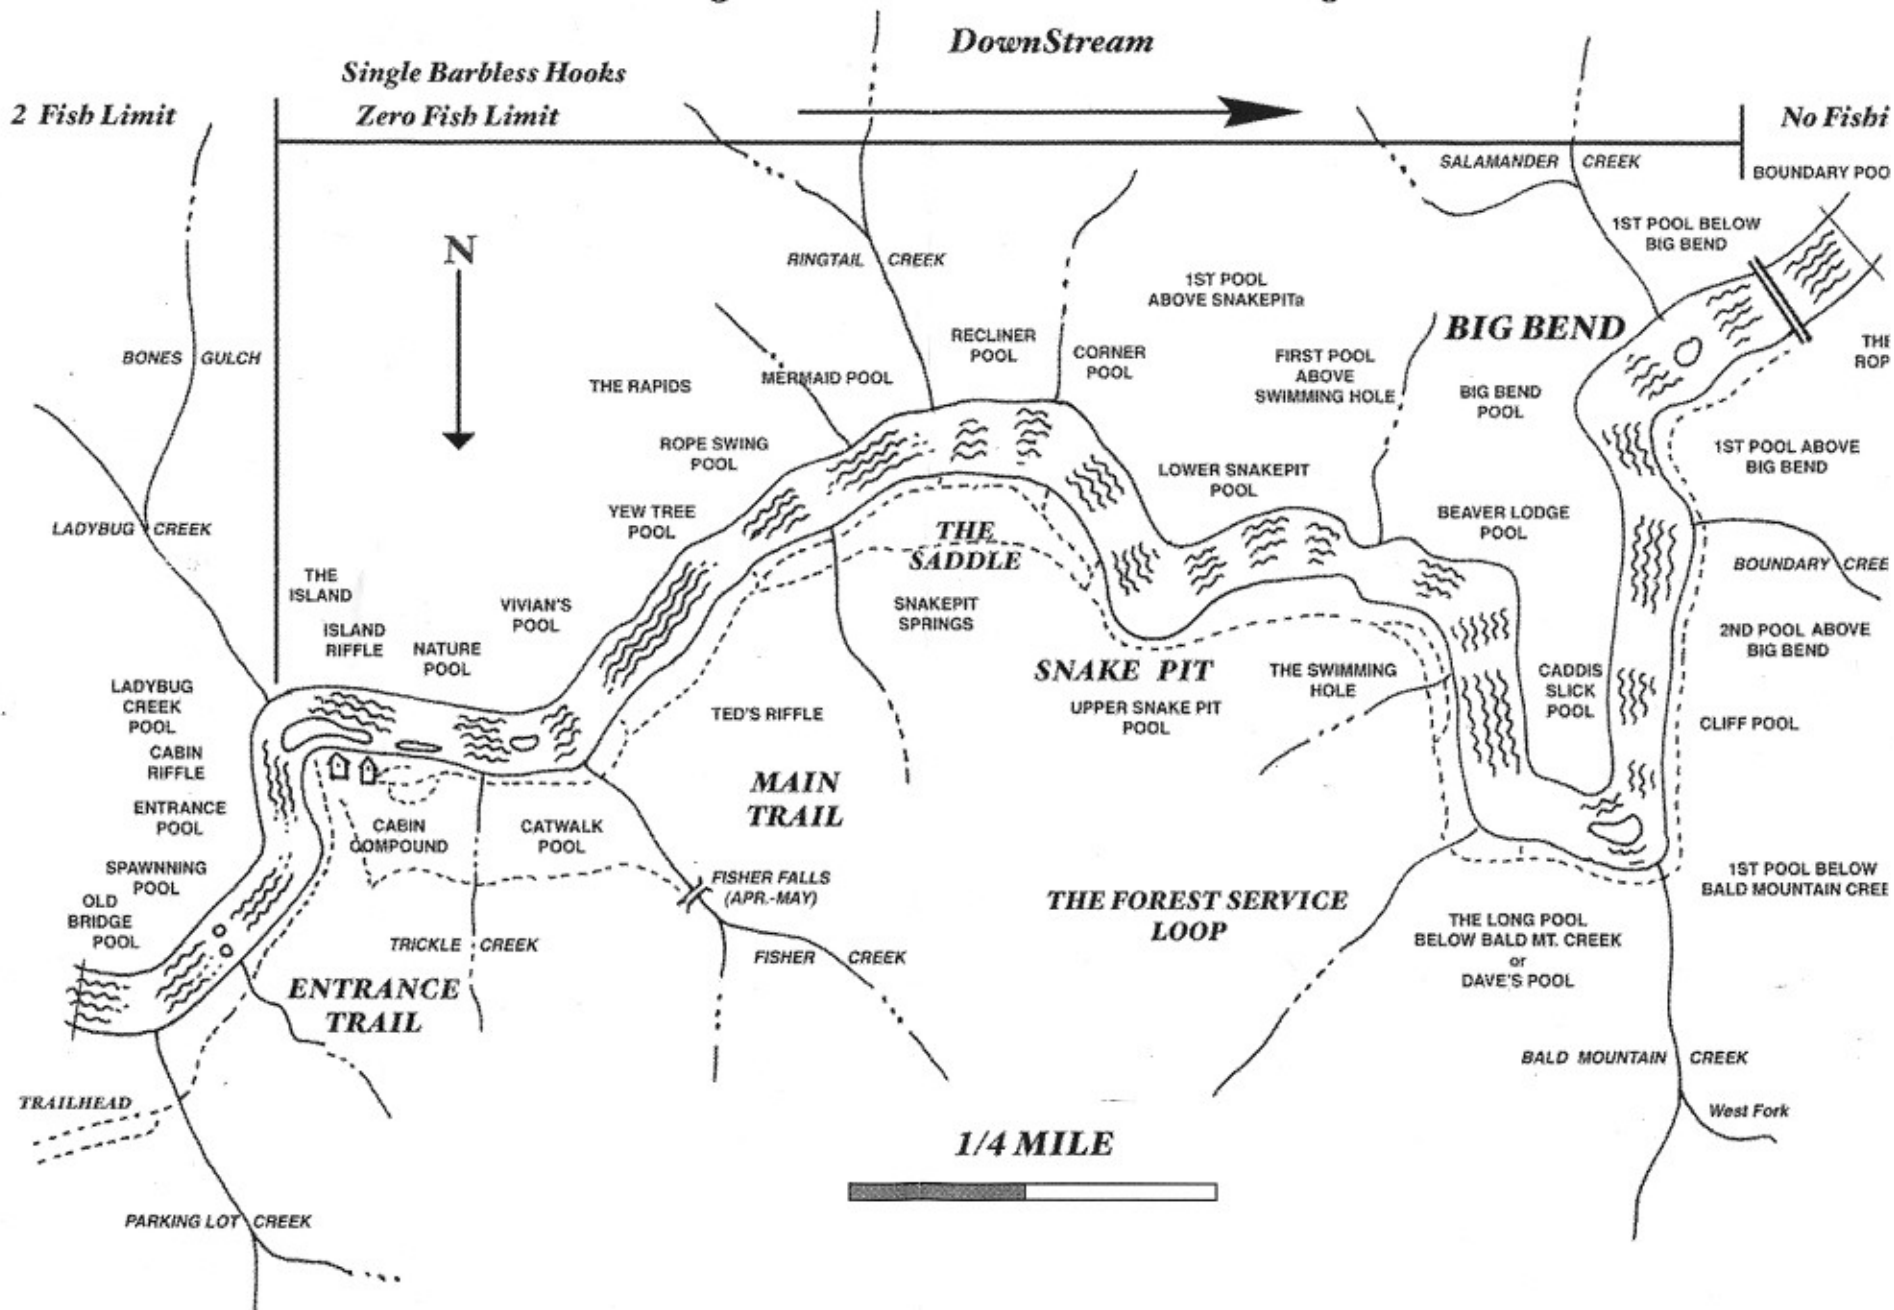 DownStream
Single Barbless Hooks
2 Fish Limit
Zero Fish Limit
No Fishi
SALAMANDER CREEK
BOUNDARY POO
1ST POOL BELOW
BIG BEND
N
RINGTAIL CREEK
1ST POOL
ABOVE SNAKEPITa
BIG BEND
RECLINER
POOL
CORNER
POOL
FIRST POOL
ABOVE
SWIMMING HOLE
THE
ROP
BONES GULCH
THE RAPIDS
MERMAID POOL
BIG BEND
POOL
ROPE SWING
POOL
1ST POOL ABOVE
BIG BEND
LOWER SNAKEPIT
POOL
LADYBUG CREEK
YEW TREE
POOL
THE
SADDLE
BEAVER LODGE
POOL
BOUNDARY CREE
THE
ISLAND
VIVIAN'S
POOL
SNAKEPIT
SPRINGS
ISLAND
RIFFLE
NATURE
POOL
2ND POOL ABOVE
BIG BEND
SNAKE PIT
THE SWIMMING
HOLE
CADDIS
SLICK
POOL
LADYBUG
CREEK
POOL
TED'S RIFFLE
UPPER SNAKE PIT
POOL
CLIFF POOL
CABIN
RIFFLE
MAIN
TRAIL
ENTRANCE
POOL
CABIN
COMPOUND
CATWALK
POOL
SPAWNNING
POOL
FISHER FALLS
(APR.-MAY)
1ST POOL BELOW
BALD MOUNTAIN CREE
OLD
BRIDGE
POOL
THE FOREST SERVICE
LOOP
THE LONG POOL
BELOW BALD MT. CREEK
or
DAVE'S POOL
TRICKLE CREEK
FISHER CREEK
ENTRANCE
TRAIL
BALD MOUNTAIN CREEK
TRAILHEAD
West Fork
1/4 MILE
PARKING LOT CREEK